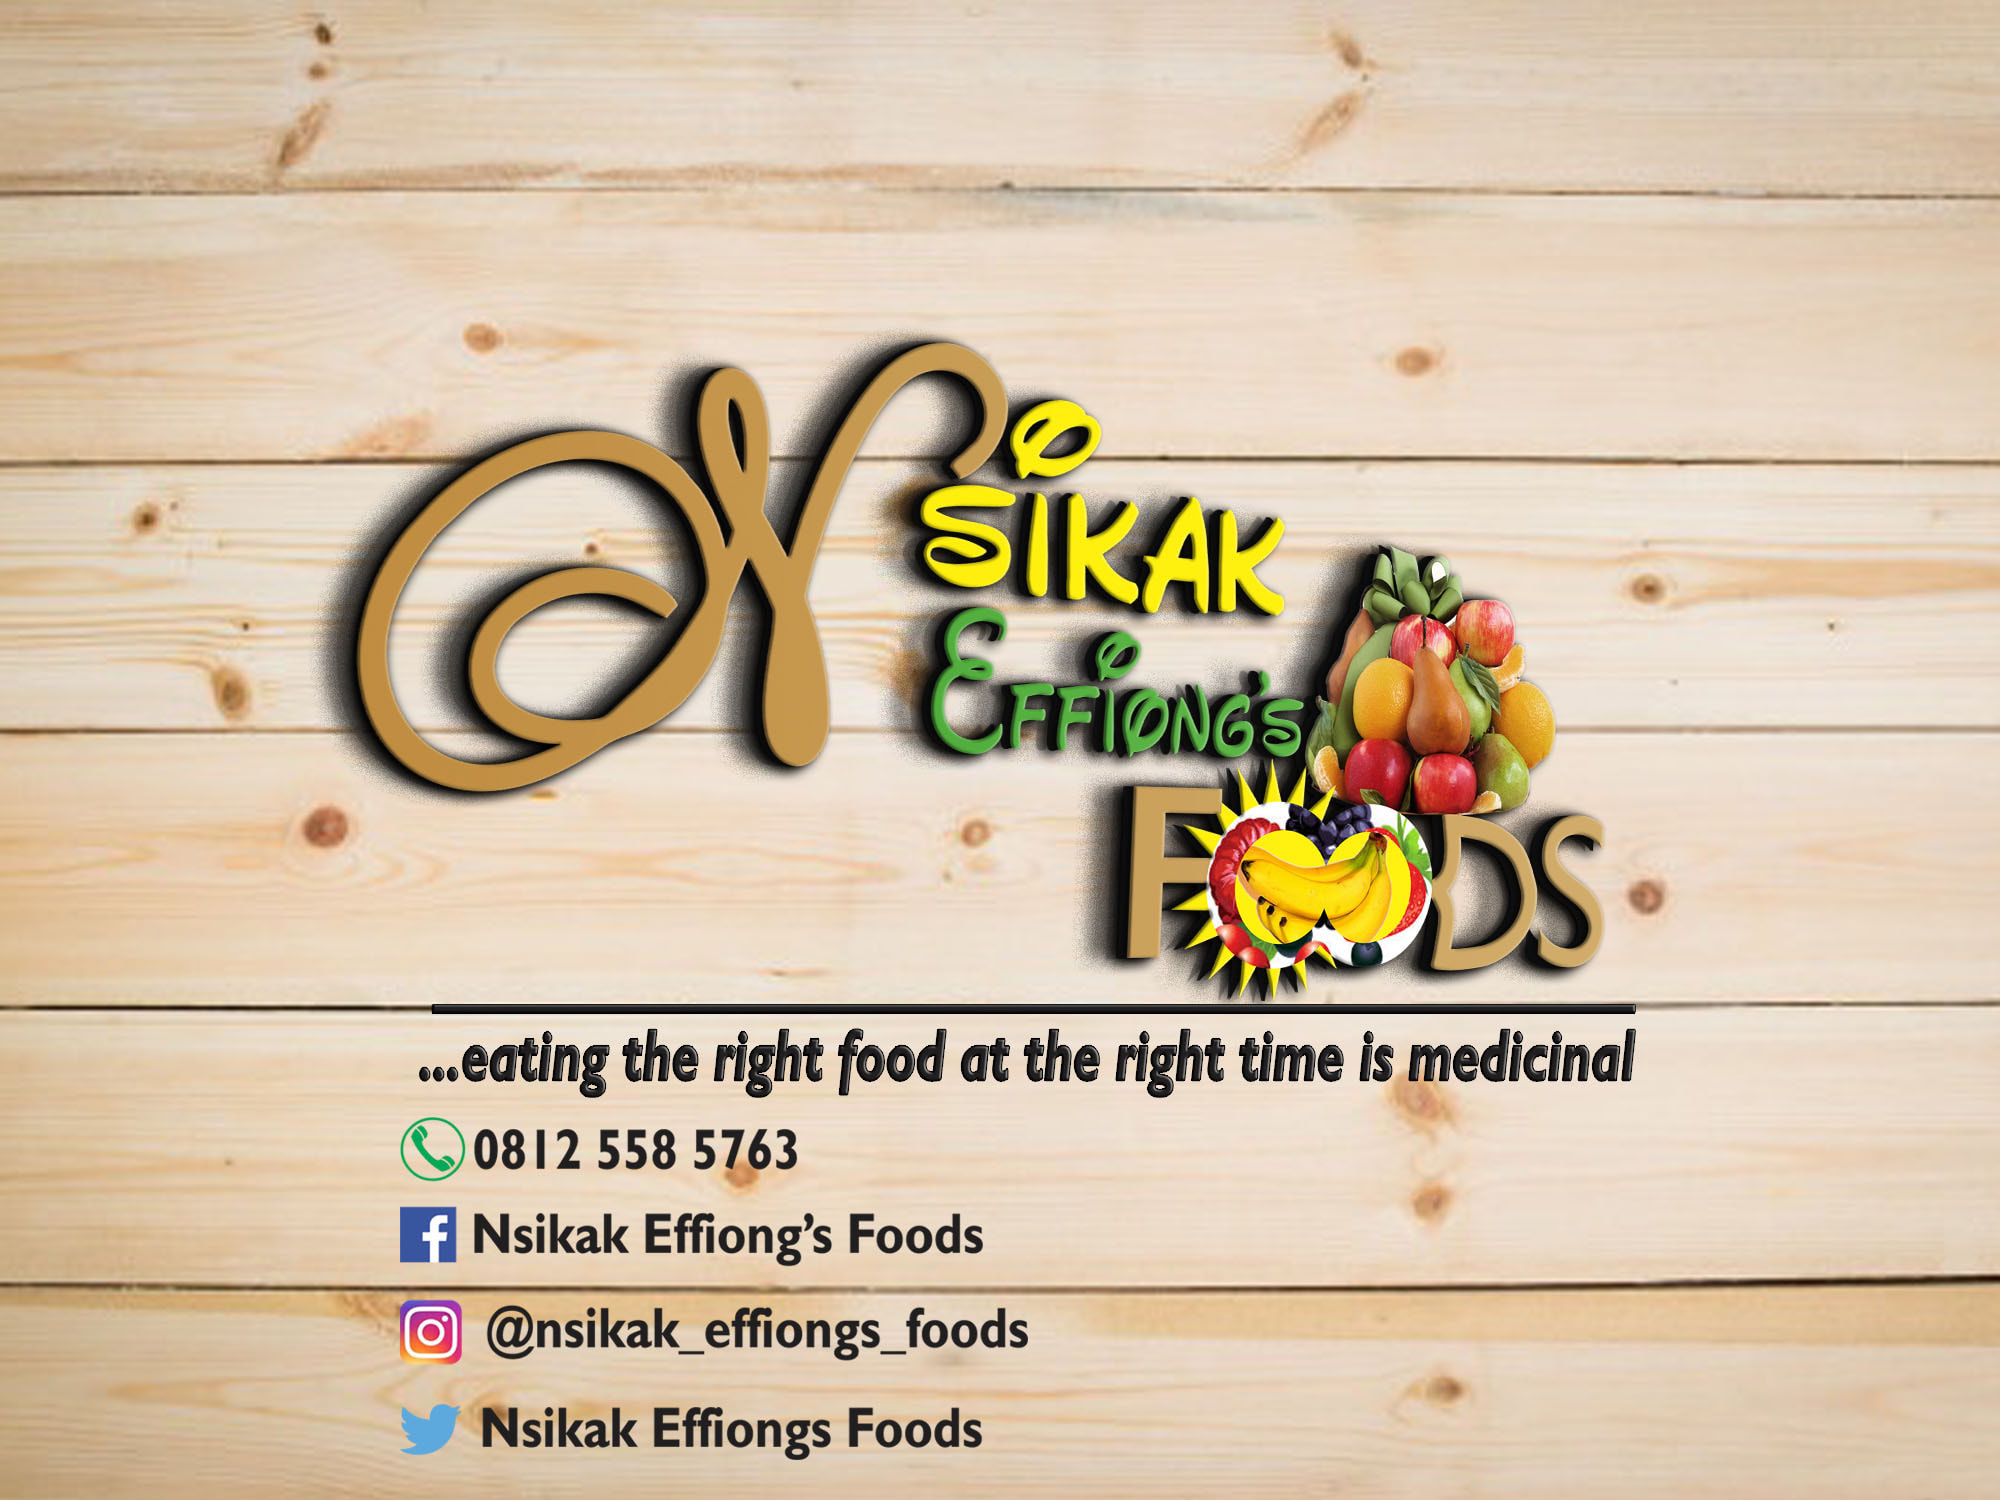 NSIKAK
EFFIONG'S
FOODS
...eating the right food at the right time is medicinal
0812 558 5763
Nsikak Effiong’s Foods
@nsikak_effiongs_foods
Nsikak Effiongs Foods